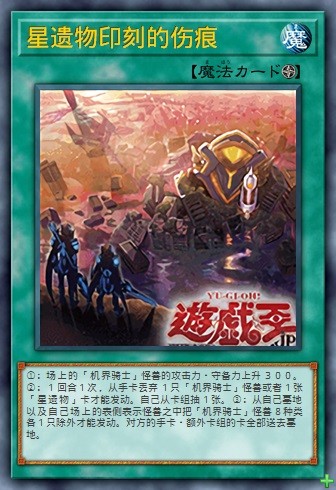 星遗物印刻的伤痕
魔
【魔法カード】
YU-GI-OH!
遊戯王
.jp
①：场上的「机界骑士」怪兽的攻击力·守备力上升３００。
②：１回合１次，从手卡丢弃１只「机界骑士」怪兽或者１张
「星遗物」卡才能发动。自己从卡组抽１张。③：从自己墓地
以及自己场上的表侧表示怪兽之中把「机界骑士」怪兽８种类
各１只除外才能发动。对方的手卡·额外卡组的卡全部送去墓
地。